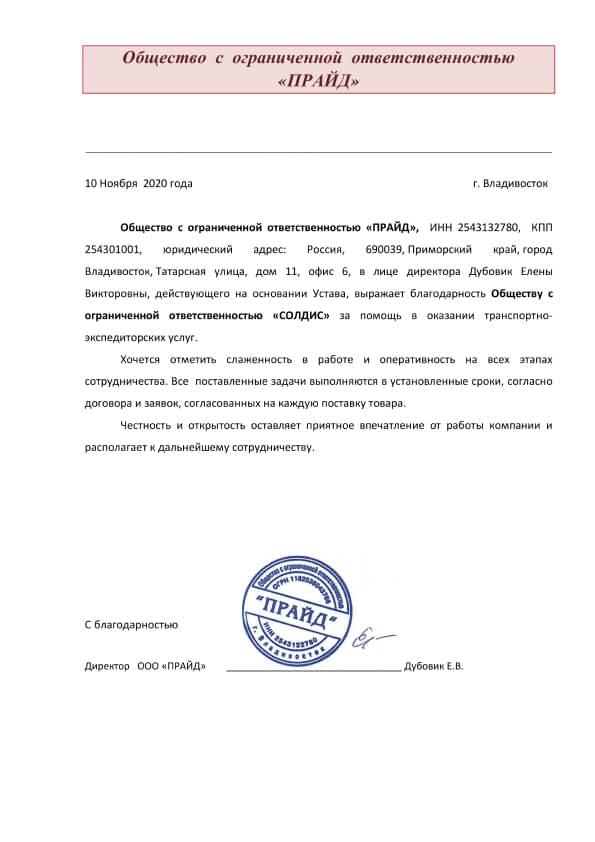 Общество с ограниченной ответственностью
«ПРАЙД»
10 Ноября 2020 года г. Владивосток
Общество с ограниченной ответственностью «ПРАЙД», ИНН 2543132780, КПП
254301001, юридический адрес: Россия, 690039, Приморский край, город
Владивосток, Татарская улица, дом 11, офис 6, в лице директора Дубовик Елены
Викторовны, действующего на основании Устава, выражает благодарность Обществу с
ограниченной ответственностью «СОЛДИС» за помощь в оказании транспортно-
экспедиторских услуг.
Хочется отметить слаженность в работе и оперативность на всех этапах
сотрудничества. Все поставленные задачи выполняются в установленные сроки, согласно
договора и заявок, согласованных на каждую поставку товара.
Честность и открытость оставляет приятное впечатление от работы компании и
располагает к дальнейшему сотрудничеству.
Общество с ограниченной ответственностью
ОГРН
"ПРАЙД"
ИНН 2543132780
г. Владивосток
С благодарностью
Директор ООО «ПРАЙД» Дубовик Е.В.